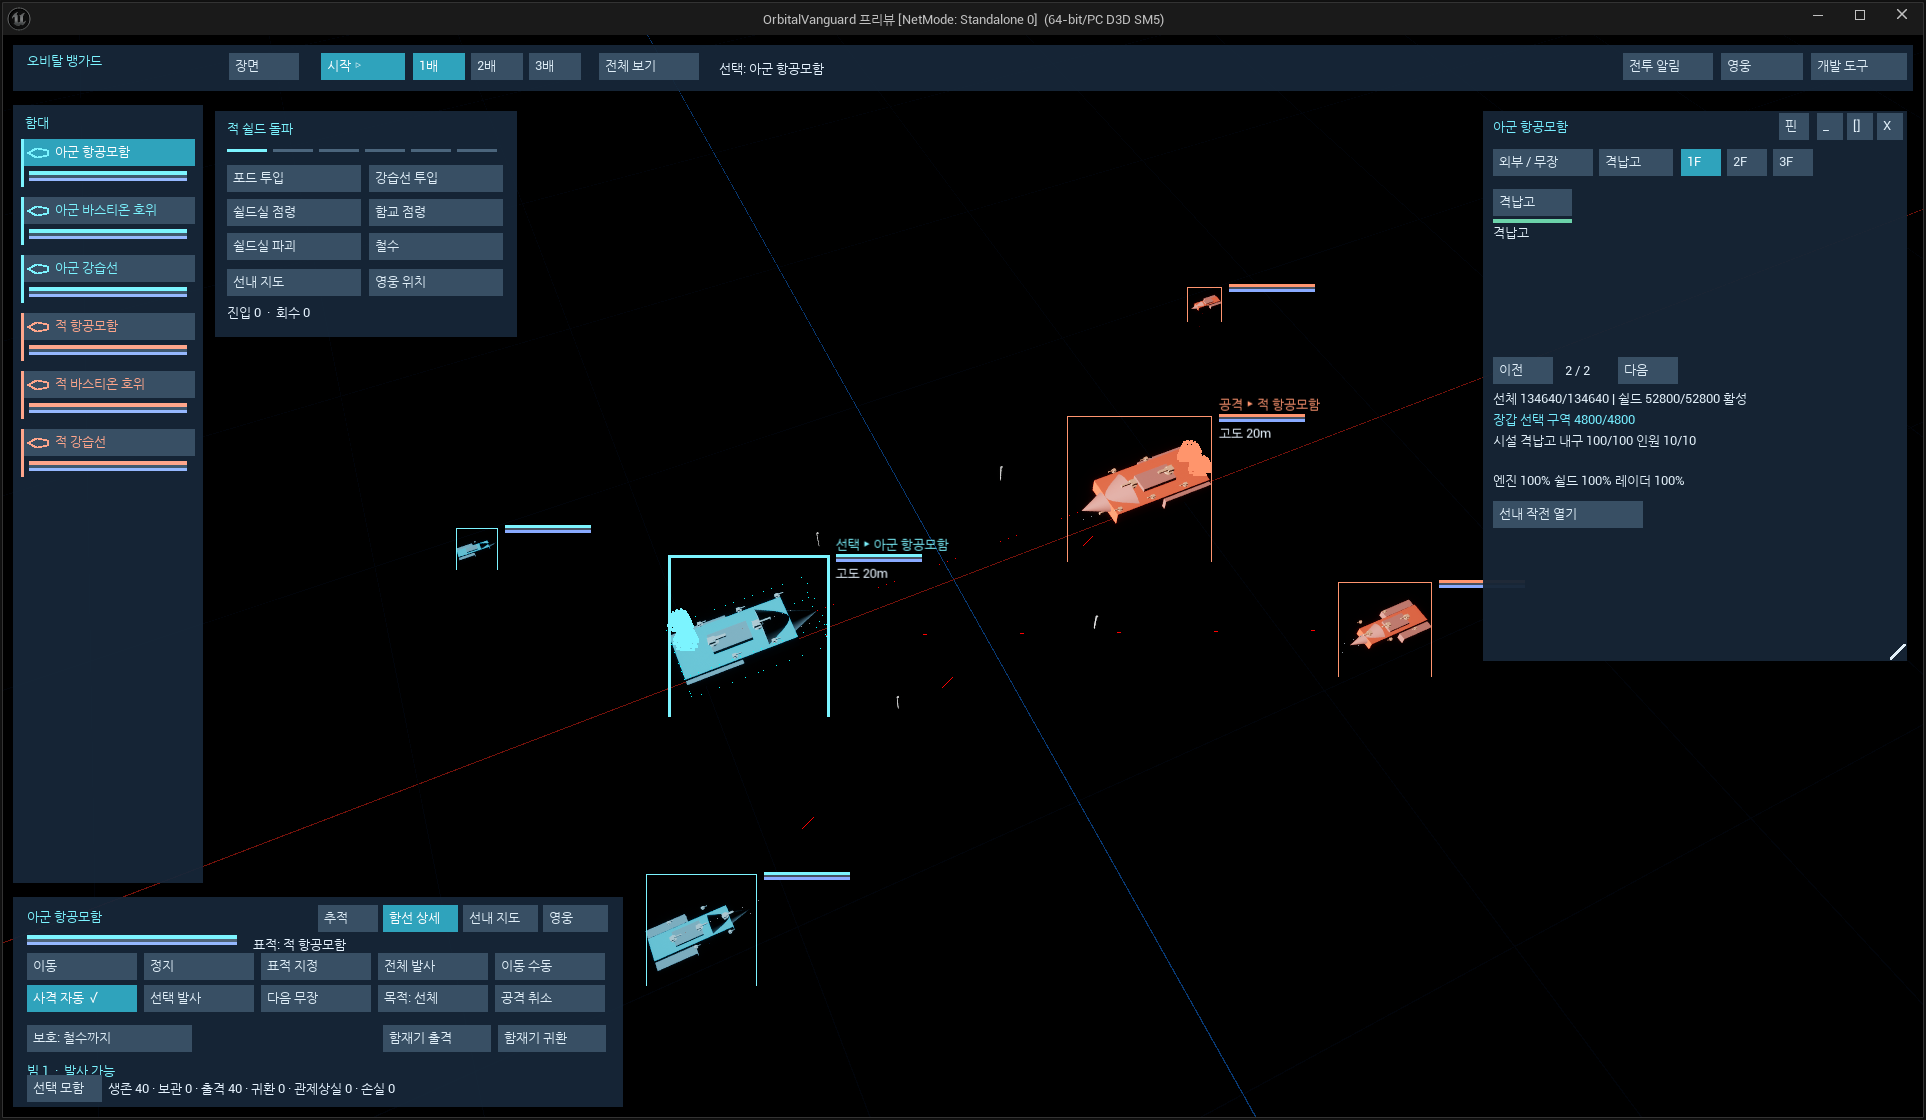 OrbitalVanguard 프리뷰 [NetMode: Standalone 0]  (64-bit/PC D3D SM5)
오비탈 뱅가드
장면
시작 ▹
1배
2배
3배
전체 보기
선택: 아군 항공모함
전투 알림
영웅
개발 도구
함대
아군 항공모함
아군 바스티온 호위
아군 강습선
적 항공모함
적 바스티온 호위
적 강습선
적 쉴드 돌파
포드 투입
강습선 투입
쉴드실 점령
함교 점령
쉴드실 파괴
철수
선내 지도
영웅 위치
진입 0 · 회수 0
공격 ▸ 적 항공모함
고도 20m
선택 ▸ 아군 항공모함
고도 20m
아군 항공모함
핀
_
[]
X
외부 / 무장
격납고
1F
2F
3F
격납고
격납고
이전
2 / 2
다음
선체 134640/134640 | 쉴드 52800/52800 활성
장갑 선택 구역 4800/4800
시설 격납고 내구 100/100 인원 10/10
엔진 100% 쉴드 100% 레이더 100%
선내 작전 열기
아군 항공모함
추적
함선 상세
선내 지도
영웅
표적: 적 항공모함
이동
정지
표적 지정
전체 발사
이동 수동
사격 자동 √
선택 발사
다음 무장
목적: 선체
공격 취소
보호: 철수까지
함재기 출격
함재기 귀환
빔 1 · 발사 가능
선택 모함
생존 40 · 보관 0 · 출격 40 · 귀환 0 · 관제상실 0 · 손실 0